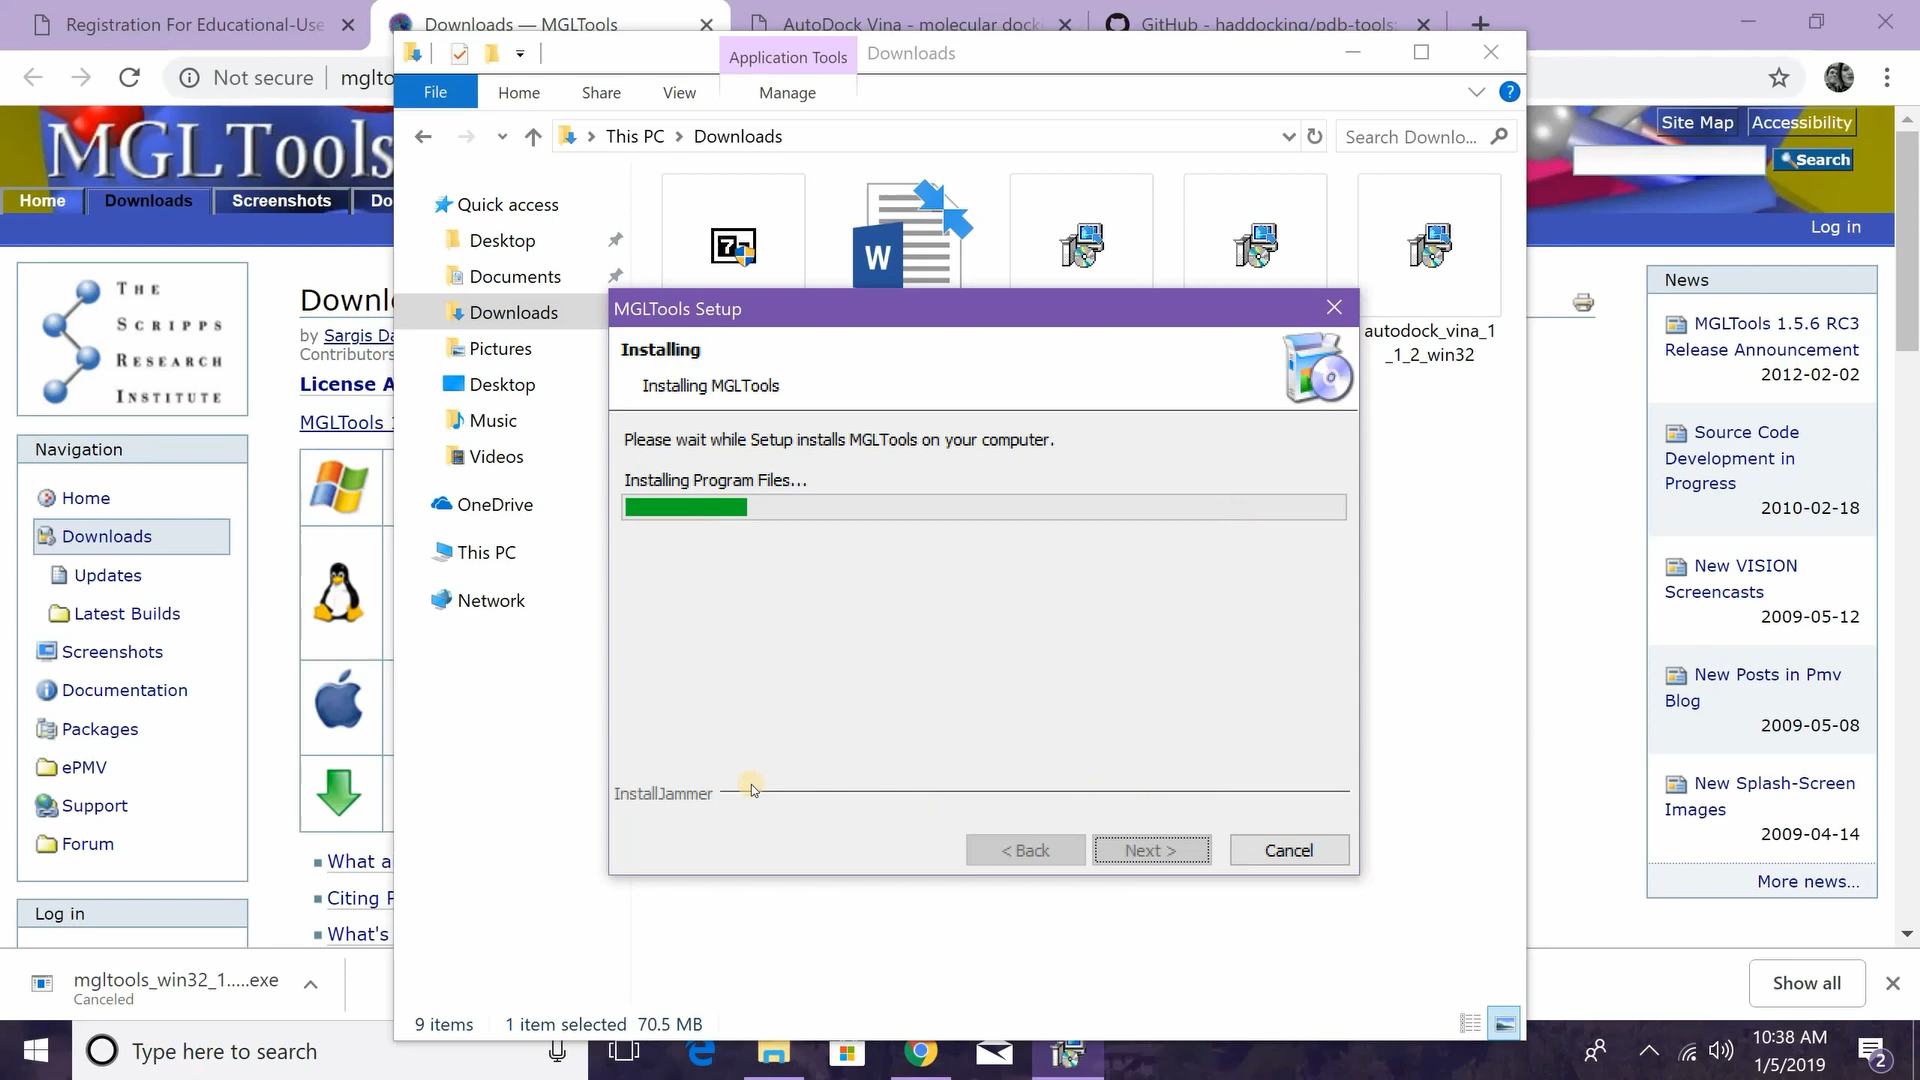 Registration For Educational-Use
Downloads — MGLTools
AutoDock Vina - molecular dock
GitHub - haddocking/pdb-tools:
Not secure
mglto
Application Tools
Downloads
File
Home
Share
View
Manage
This PC
Downloads
Search Downlo...
MGLTools
Site Map
Accessibility
Search
Home
Downloads
Screenshots
Do
Log in
THE
SCRIPPS
RESEARCH
INSTITUTE
Navigation
Home
Downloads
Updates
Latest Builds
Screenshots
Documentation
Packages
ePMV
Support
Forum
Log in
Downl
by Sargis Da
Contributors
License A
MGLTools
What a
Citing P
What's
Quick access
Desktop
Documents
Downloads
Pictures
Desktop
Music
Videos
OneDrive
This PC
Network
W
autodock_vina_1
_1_2_win32
MGLTools Setup
Installing
Installing MGLTools
Please wait while Setup installs MGLTools on your computer.
Installing Program Files...
InstallJammer
< Back
Next >
Cancel
9 items
1 item selected 70.5 MB
News
MGLTools 1.5.6 RC3
Release Announcement
2012-02-02
Source Code
Development in
Progress
2010-02-18
New VISION
Screencasts
2009-05-12
New Posts in Pmv
Blog
2009-05-08
New Splash-Screen
Images
2009-04-14
More news...
mgltools_win32_1.....exe
Canceled
Show all
Type here to search
10:38 AM
1/5/2019
2